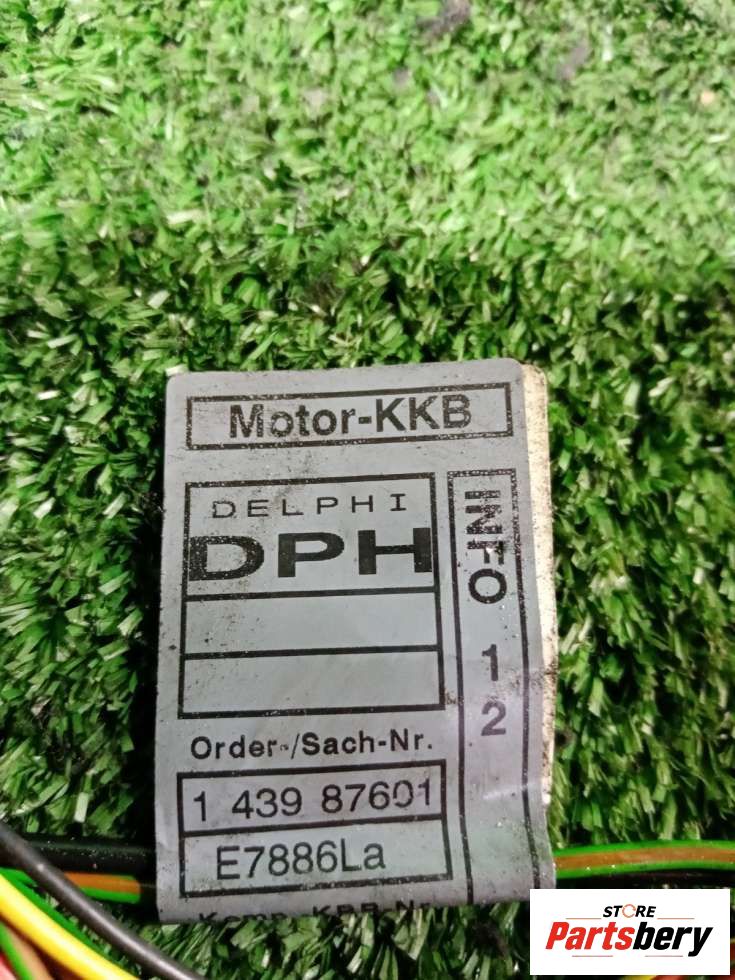 Motor-KKB
DELPHI
DPH
INFO 1 2
Order-/Sach-Nr.
1 439 87601
E7886La
STORE
Partsbery